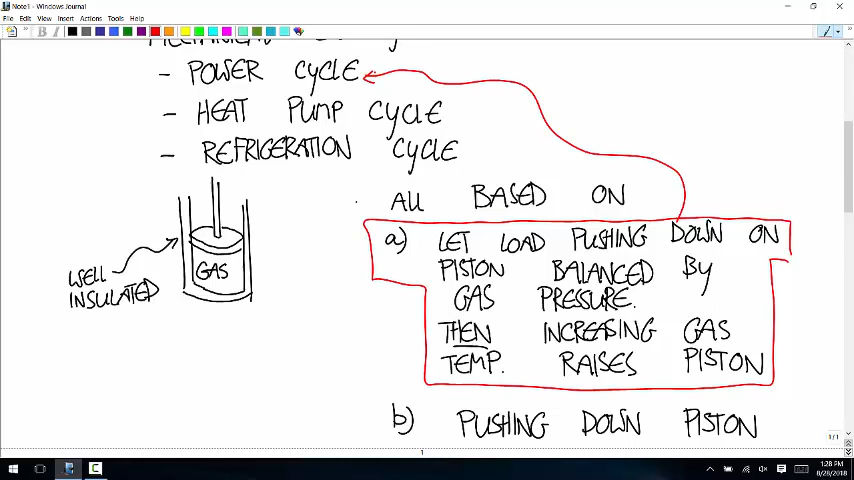 Note1 - Windows Journal
File Edit View Insert Actions Tools Help
- POWER CYCLE
- HEAT PUMP CYCLE
- REFRIGERATION CYCLE
ALL BASED ON
a) LET LOAD PUSHING DOWN ON
PISTON BALANCED BY
GAS PRESSURE.
THEN INCREASING GAS
TEMP. RAISES PISTON
GAS
WELL
INSULATED
b) PUSHING DOWN PISTON
1
1/1
1:28 PM
8/28/2018